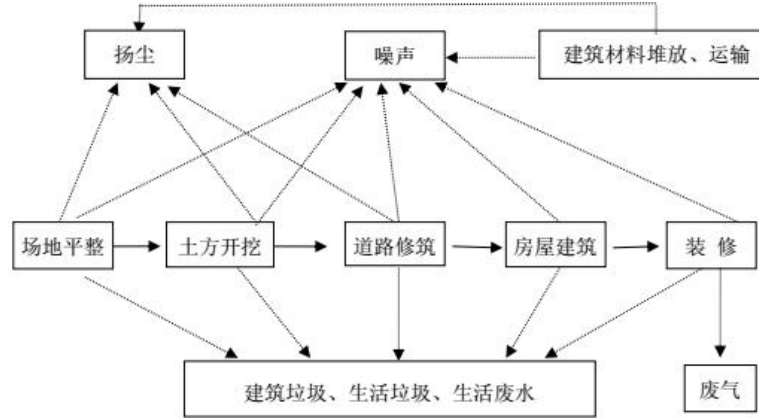 扬尘
噪声
建筑材料堆放、运输
场地平整
土方开挖
道路修筑
房屋建筑
装 修
建筑垃圾、生活垃圾、生活废水
废气